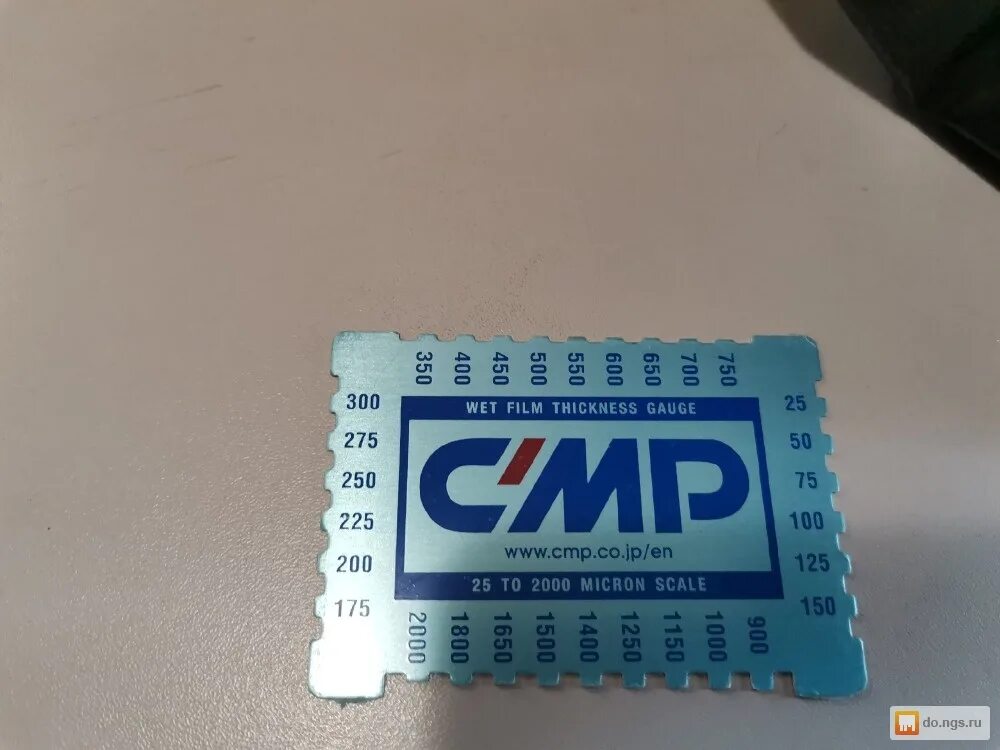 350 400 450 500 550 600 650 700 750
300
275
250
225
200
175
WET FILM THICKNESS GAUGE
C'MP
www.cmp.co.jp/en
25 TO 2000 MICRON SCALE
25
50
75
100
125
150
2000 1800 1650 1500 1400 1250 1150 1000 900
do.ngs.ru